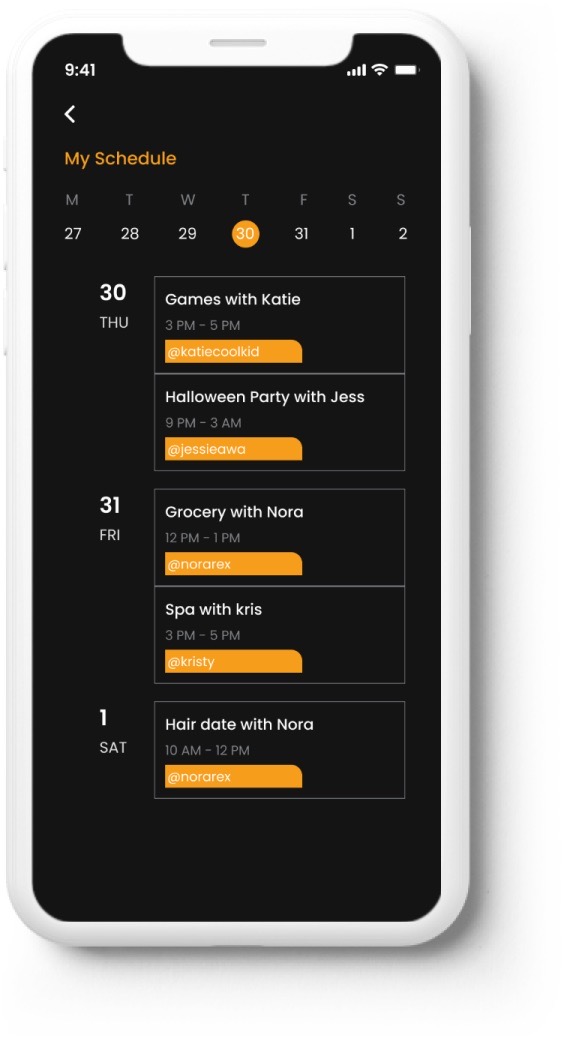 9:41
My Schedule
M T W T F S S
27 28 29 30 31 1 2
30
THU
Games with Katie
3 PM - 5 PM
@katiecoolkid
Halloween Party with Jess
9 PM - 3 AM
@jessieawa
31
FRI
Grocery with Nora
12 PM - 1 PM
@norarex
Spa with kris
3 PM - 5 PM
@kristy
1
SAT
Hair date with Nora
10 AM - 12 PM
@norarex